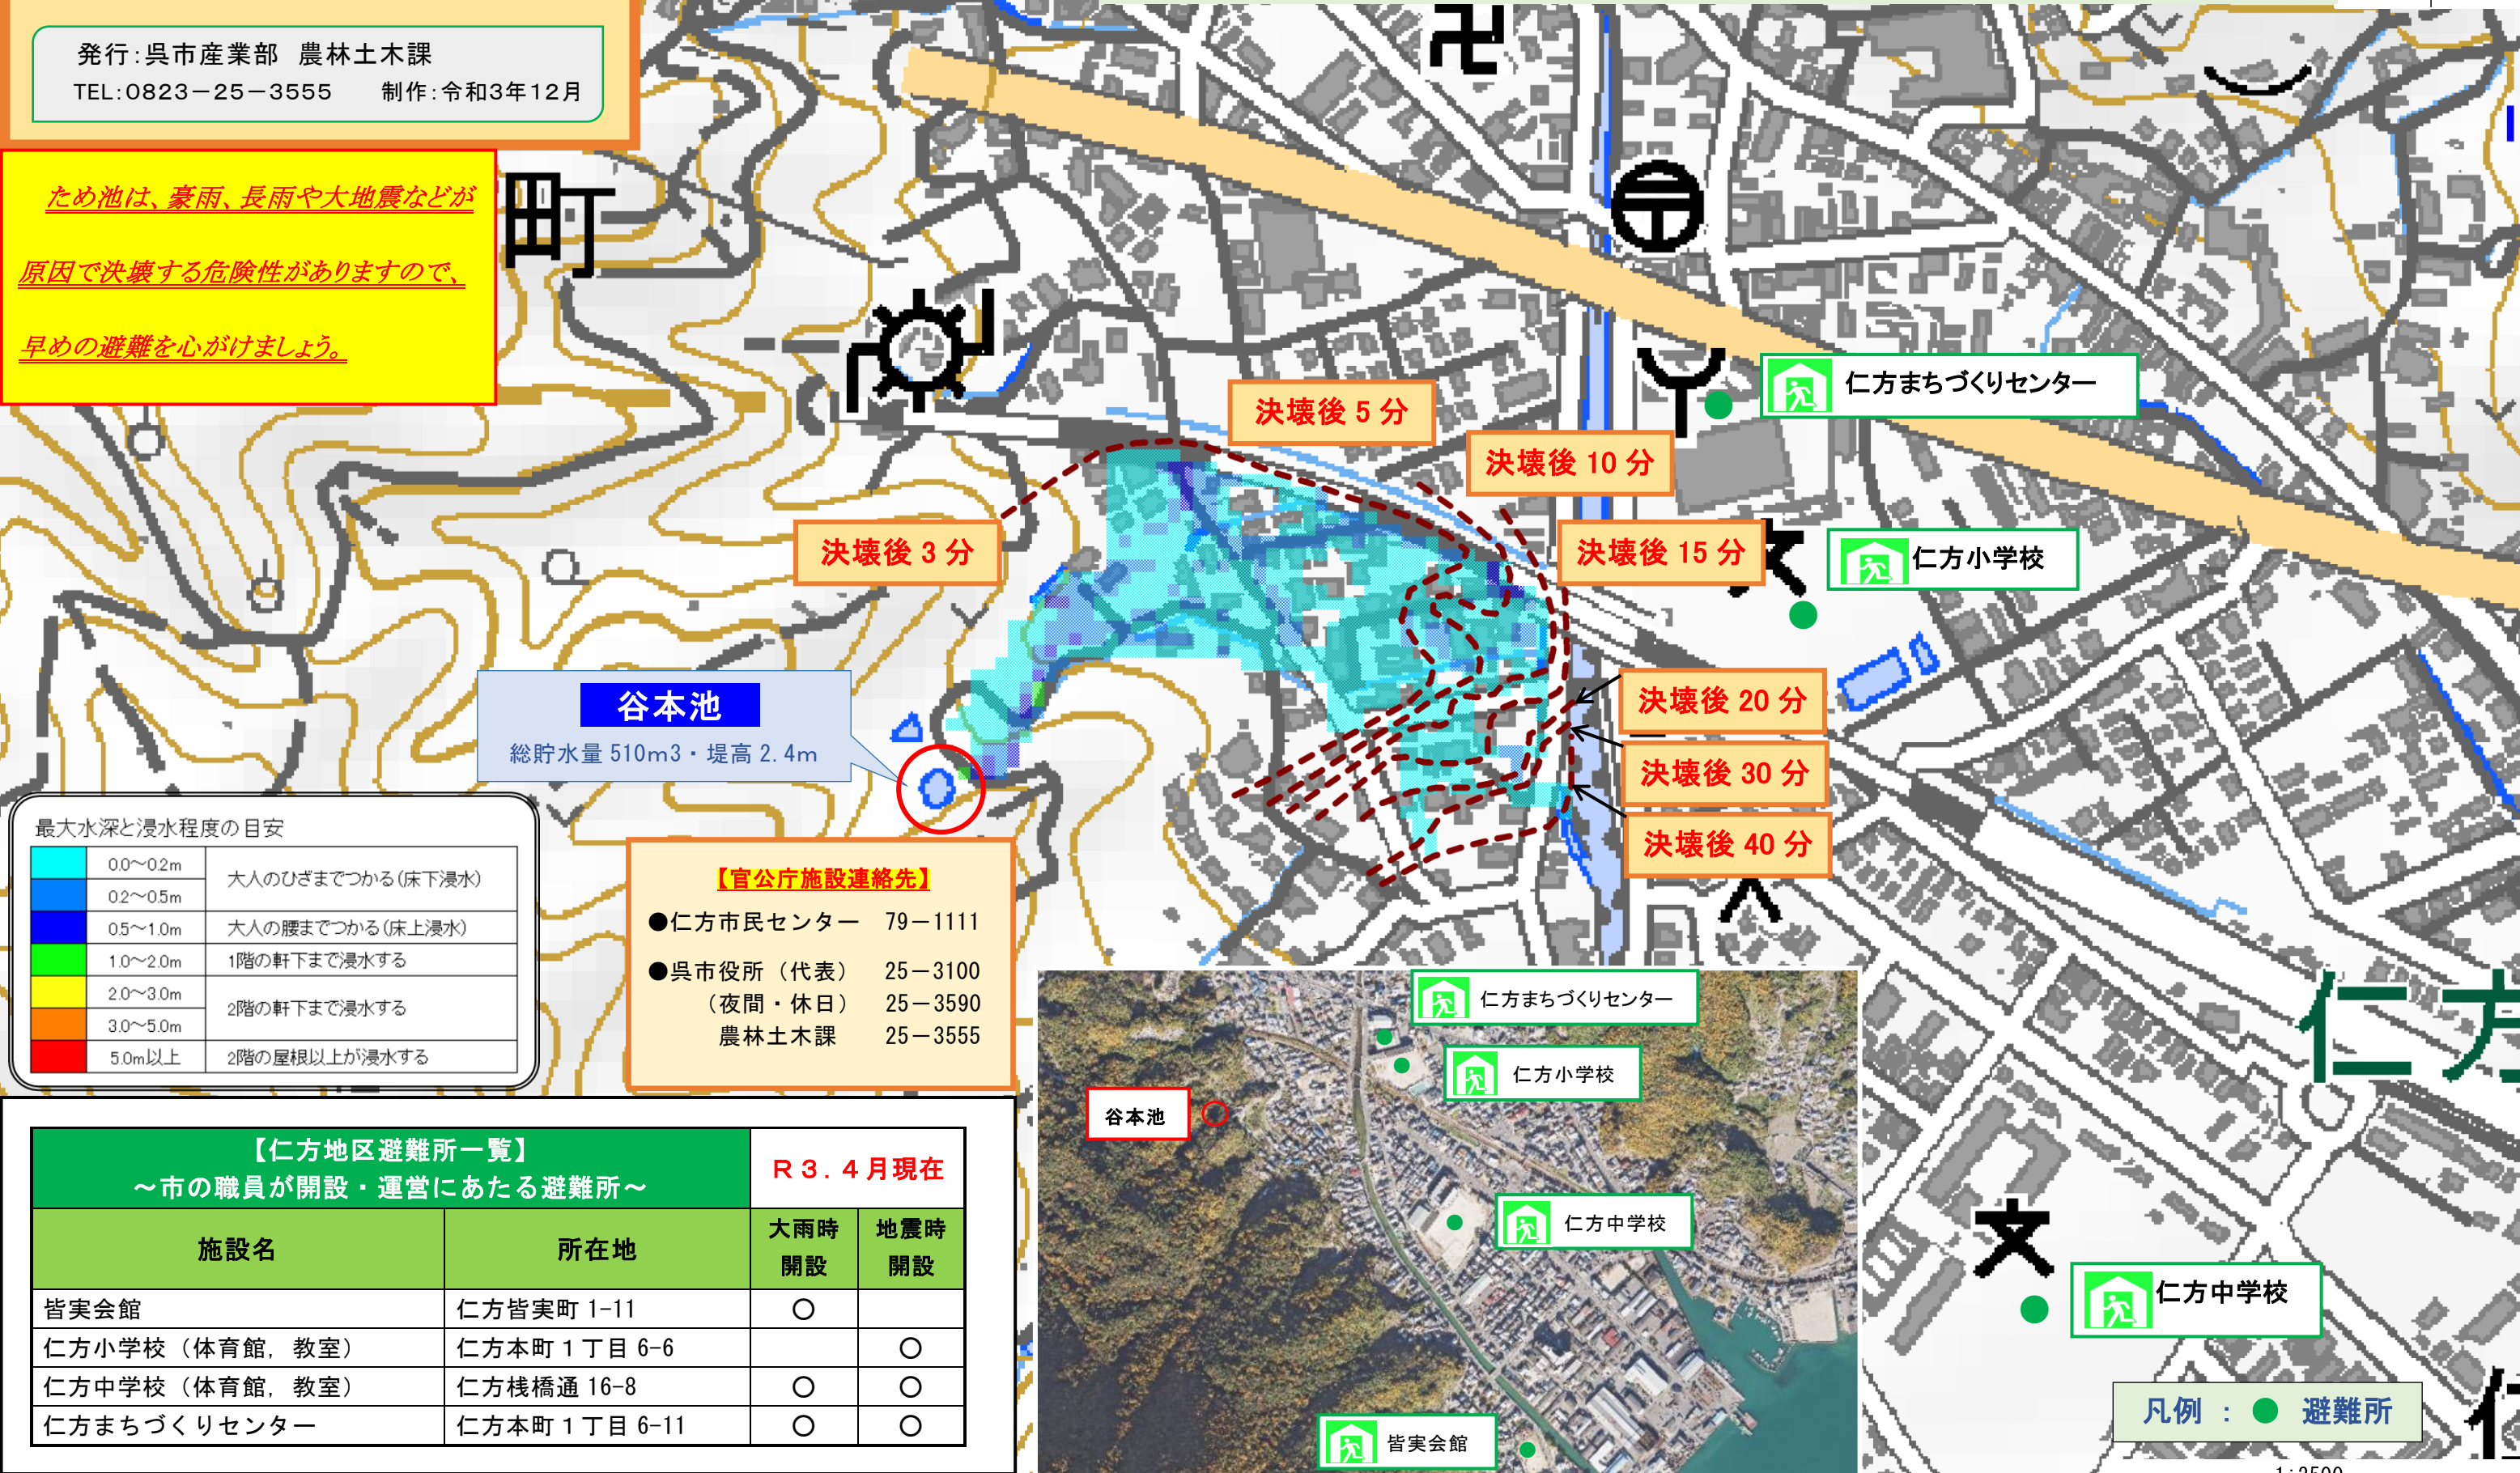 発行：呉市産業部　農林土木課
TEL：0823－25－3555　　制作：令和3年12月
ため池は、豪雨、長雨や大地震などが
原因で決壊する危険性がありますので、
早めの避難を心がけましょう。
町
仁方まちづくりセンター
決壊後 5 分
決壊後 10 分
決壊後 3 分
決壊後 15 分
仁方小学校
谷本池
総貯水量 510m3・堤高 2.4m
決壊後 20 分
決壊後 30 分
決壊後 40 分
最大水深と浸水程度の目安
0.0～0.2m
大人のひざまでつかる(床下浸水)
0.2～0.5m
0.5～1.0m 大人の腰までつかる(床上浸水)
1.0～2.0m 1階の軒下まで浸水する
2.0～3.0m
2階の軒下まで浸水する
3.0～5.0m
5.0m以上 2階の屋根以上が浸水する
【官公庁施設連絡先】
●仁方市民センター　79－1111
●呉市役所（代表）　25－3100
（夜間・休日）　25－3590
農林土木課　25－3555
仁方
【仁方地区避難所一覧】
～市の職員が開設・運営にあたる避難所～
Ｒ３．４月現在
施設名 所在地 大雨時開設 地震時開設
皆実会館 仁方皆実町 1-11 ○
仁方小学校（体育館，教室） 仁方本町 1 丁目 6-6 ○
仁方中学校（体育館，教室） 仁方桟橋通 16-8 ○ ○
仁方まちづくりセンター 仁方本町 1 丁目 6-11 ○ ○
仁方まちづくりセンター
仁方小学校
谷本池
仁方中学校
皆実会館
仁方中学校
凡例 ： ● 避難所